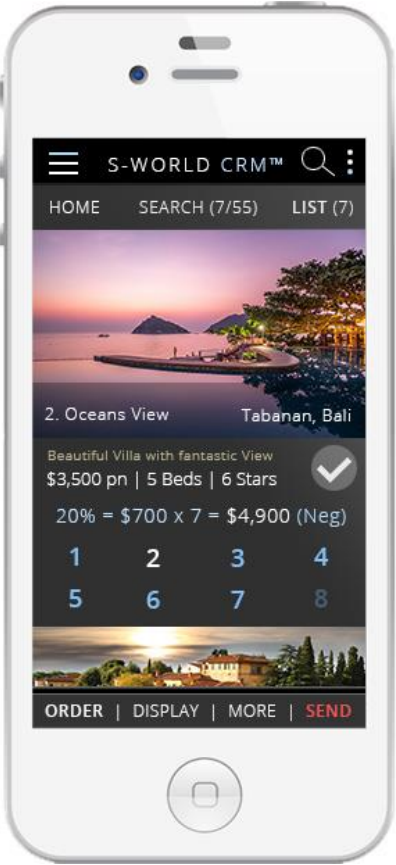 S-WORLD CRM™
HOME SEARCH (7/55) LIST (7)
2. Oceans View Tabanan, Bali
Beautiful Villa with fantastic View
$3,500 pn | 5 Beds | 6 Stars
20% = $700 x 7 = $4,900 (Neg)
1 2 3 4
5 6 7 8
ORDER | DISPLAY | MORE | SEND